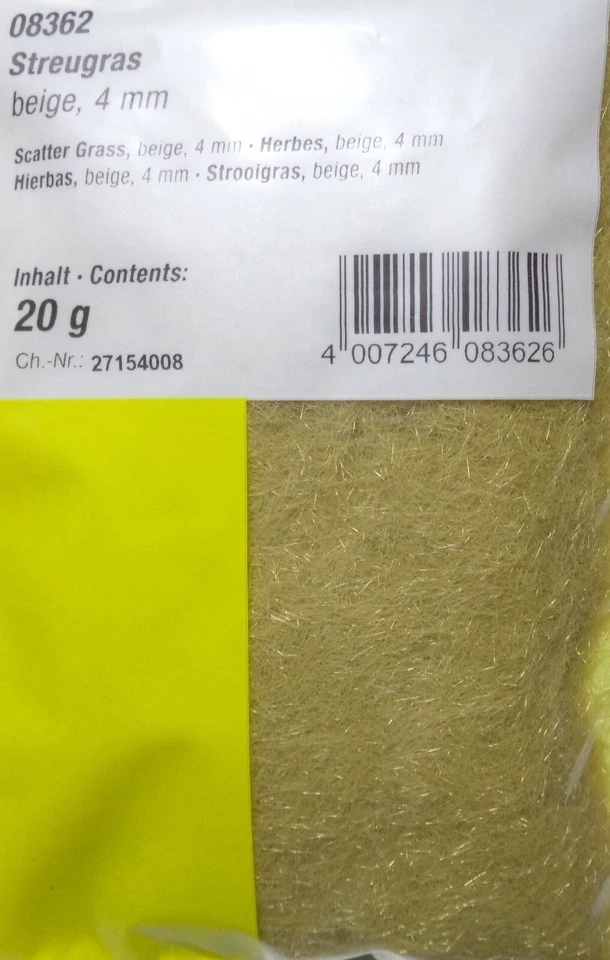 08362
Streugras
beige, 4 mm
Scatter Grass, beige, 4 mm · Herbes, beige, 4 mm
Hierbas, beige, 4 mm · Strooigras, beige, 4 mm
Inhalt · Contents:
20 g
Ch.-Nr.: 27154008
4 007246 083626